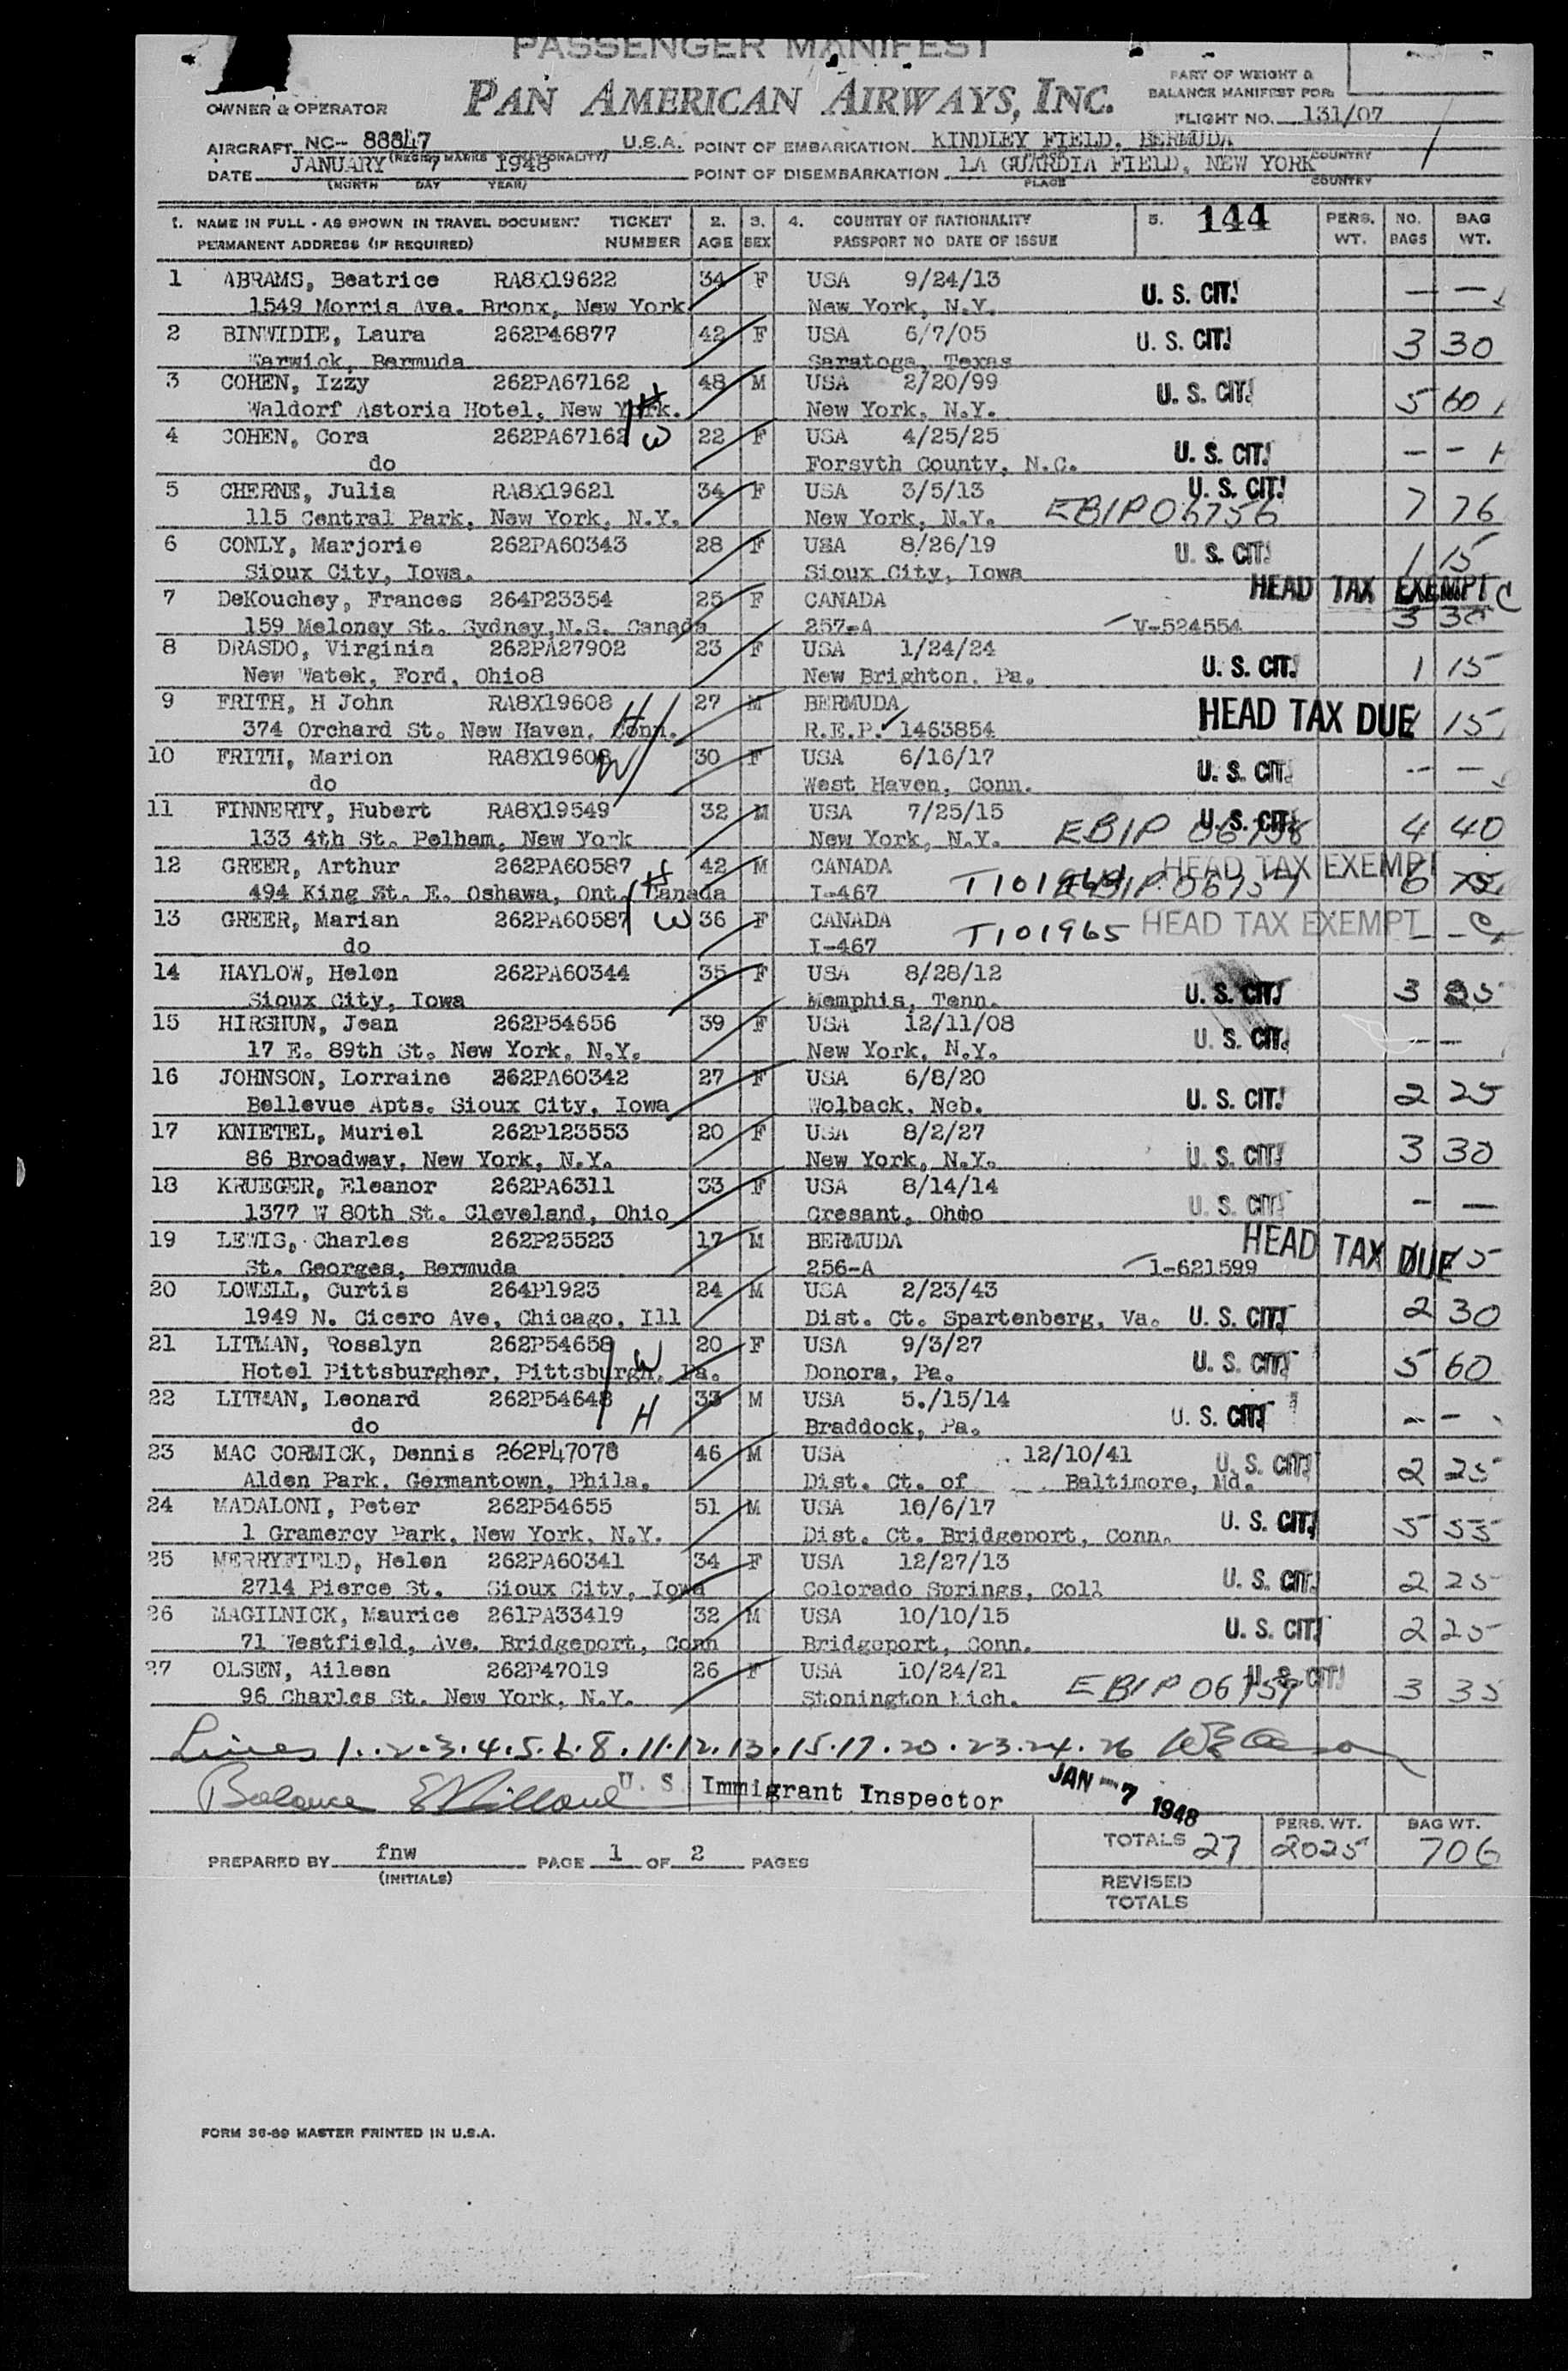 PASSENGER MANIFEST
PAN AMERICAN AIRWAYS, INC.
PART OF WEIGHT &
BALANCE MANIFEST FOR
FLIGHT NO. 131/07
OWNER & OPERATOR
AIRCRAFT NC-- 88847 U.S.A. POINT OF EMBARKATION KINDLEY FIELD, BERMUDA
(REGIS MARKS NATIONALITY) COUNTRY
DATE JANUARY 7 1948 POINT OF DISEMBARKATION LA GUARDIA FIELD, NEW YORK
(MONTH DAY YEAR) PLACE COUNTRY
1. NAME IN FULL - AS SHOWN IN TRAVEL DOCUMENT TICKET 2. 3. 4. COUNTRY OF NATIONALITY 5. 144 PERS. NO. BAG
PERMANENT ADDRESS (IF REQUIRED) NUMBER AGE SEX PASSPORT NO DATE OF ISSUE WT. BAGS WT.
1 ABRAMS, Beatrice RA8X19622 34 F USA 9/24/13 U. S. CIT. — —
1549 Morris Ave. Bronx, New York New York, N.Y.
2 BINWIDIE, Laura 262P46877 42 F USA 6/7/05 U. S. CIT. 3 30
Warwick, Bermuda Saratoga, Texas
3 COHEN, Izzy 262PA67162 H 48 M USA 2/20/99 U. S. CIT. 5 60
Waldorf Astoria Hotel, New York. New York, N.Y.
4 COHEN, Cora 262PA67162 W 22 F USA 4/25/25 U. S. CIT. - -
do Forsyth County, N.C.
5 CHERNE, Julia RA8X19621 34 F USA 3/5/13 U. S. CIT. 7 76
115 Central Park, New York, N.Y. New York, N.Y. EBIP 06756
6 CONLY, Marjorie 262PA60343 28 F USA 8/26/19 U. S. CIT. 1 15
Sioux City, Iowa. Sioux City, Iowa
7 DeKouchey, Frances 264P23354 25 F CANADA HEAD TAX EXEMPT C
159 Meloney St. Sydney,N.S. Canada 257-A V-524554 3 30
8 DRASDO, Virginia 262PA27902 23 F USA 1/24/24 U. S. CIT. 1 15
New Watek, Ford, Ohio8 New Brighton, Pa.
9 FRITH, H John RA8X19608 H 27 M BERMUDA HEAD TAX DUE 15
374 Orchard St. New Haven, Conn. R.E.P. 1463854
10 FRITH, Marion RA8X19608 W 30 F USA 6/16/17 U. S. CIT. -- —
do West Haven, Conn.
11 FINNERTY, Hubert RA8X19549 32 M USA 7/25/15 U. S. CIT. 4 40
133 4th St. Pelham, New York New York, N.Y. EBIP 06758
12 GREER, Arthur 262PA60587 H 42 M CANADA HEAD TAX EXEMPT 6
494 King St. E. Oshawa, Ont. Canada I-467 T101964 EBIP 06757
13 GREER, Marian 262PA60587 W 36 F CANADA T101965 HEAD TAX EXEMPT - - C
do I-467
14 HAYLOW, Helen 262PA60344 35 F USA 8/28/12 U. S. CIT. 3 25
Sioux City, Iowa Memphis, Tenn.
15 HIRSHUN, Jean 262P54656 39 F USA 12/11/08 U. S. CIT. -- --
17 E. 89th St. New York, N.Y. New York, N.Y.
16 JOHNSON, Lorraine 262PA60342 27 F USA 6/8/20 U. S. CIT. 2 25
Bellevue Apts. Sioux City, Iowa Wolback, Neb.
17 KNIETEL, Muriel 262P123553 20 F USA 8/2/27 U. S. CIT. 3 30
86 Broadway, New York, N.Y. New York, N.Y.
18 KRUEGER, Eleanor 262PA6311 33 F USA 8/14/14 U. S. CIT. - —
1377 W 80th St. Cleveland, Ohio Cresant, Ohio
19 LEWIS, Charles 262P25523 17 M BERMUDA HEAD TAX DUE
St. Georges, Bermuda 256-A 1-621599
20 LOWELL, Curtis 264P1923 24 M USA 2/23/43 U. S. CIT. 2 30
1949 N. Cicero Ave, Chicago, Ill Dist. Ct. Spartenberg, Va.
21 LITMAN, Rosslyn 262P54658 W 20 F USA 9/3/27 U. S. CIT. 5 60
Hotel Pittsburgher, Pittsburgh, Pa. Donora, Pa.
22 LITMAN, Leonard 262P54648 H 33 M USA 5./15/14 U. S. CIT. -- -
do Braddock, Pa.
23 MAC CORMICK, Dennis 262P47078 46 M USA 12/10/41 U. S. CIT. 2 25
Alden Park, Germantown, Phila. Dist. Ct. of Baltimore, Md.
24 MADALONI, Peter 262P54655 51 M USA 10/6/17 U. S. CIT. 5 55
1 Gramercy Park, New York, N.Y. Dist. Ct. Bridgeport, Conn.
25 MERRYFIELD, Helen 262PA60341 34 F USA 12/27/13 U. S. CIT. 2 25
2714 Pierce St. Sioux City, Iowa Colorado Springs, Coll
26 MAGILNICK, Maurice 261PA33419 32 M USA 10/10/15 U. S. CIT. 2 25
71 Westfield, Ave. Bridgeport, Conn Bridgeport, Conn.
27 OLSEN, Aileen 262P47019 26 F USA 10/24/21 U. S. CIT. 3 35
96 Charles St. New York, N.Y. Stonington Mich. EBIP 06759
Lines 1..2.3.4.5.6.8.11.12.13.15.17.20.23.24.26
Balance U. S. Immigrant Inspector JAN -7 1948
TOTALS 27 PERS. WT. 2025 BAG WT. 706
PREPARED BY fnw PAGE 1 OF 2 PAGES
(INITIALS)
REVISED
TOTALS
FORM 36-69 MASTER PRINTED IN U.S.A.